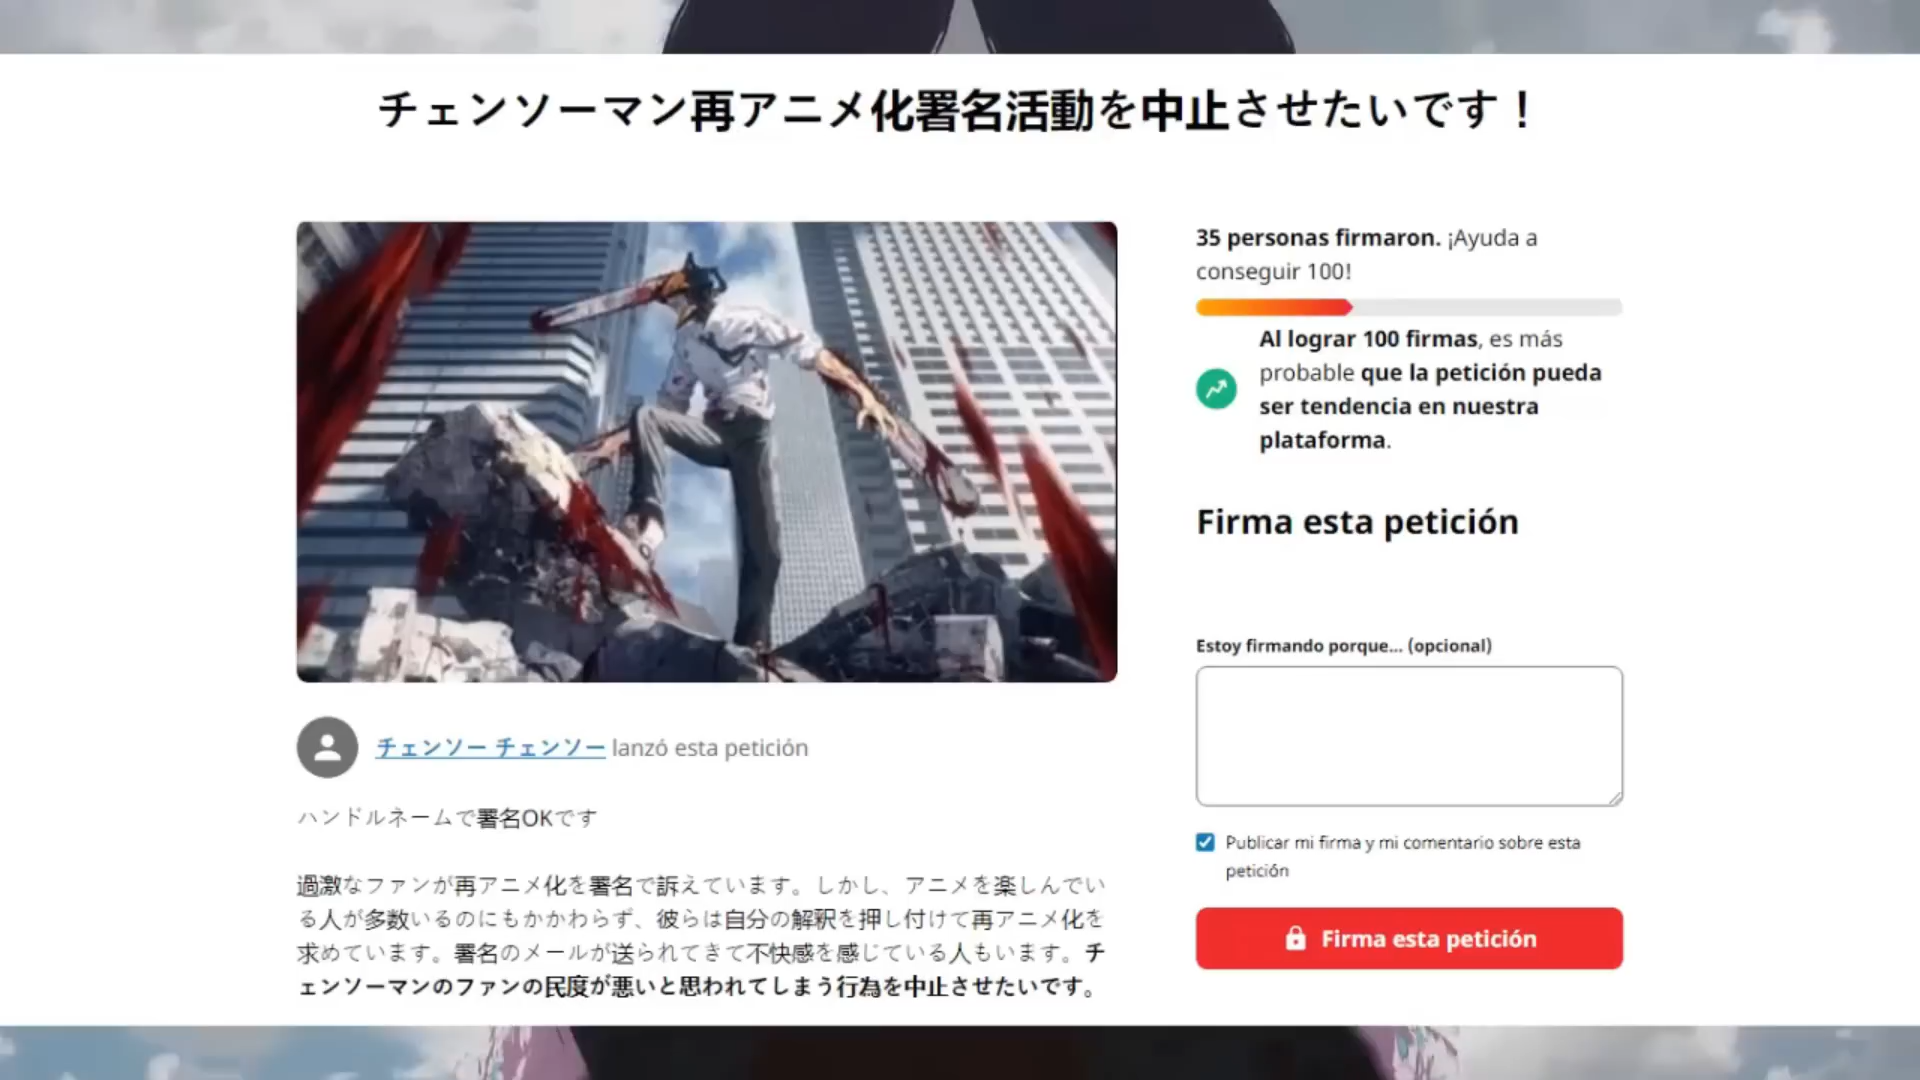 チェンソーマン再アニメ化署名活動を中止させたいです！
35 personas firmaron. ¡Ayuda a
conseguir 100!
Al lograr 100 firmas, es más
probable que la petición pueda
ser tendencia en nuestra
plataforma.
Firma esta petición
Estoy firmando porque... (opcional)
Publicar mi firma y mi comentario sobre esta
petición
Firma esta petición
チェンソー チェンソー lanzó esta petición
ハンドルネームで署名OKです
過激なファンが再アニメ化を署名で訴えています。しかし、アニメを楽しんでい
る人が多数いるのにもかかわらず、彼らは自分の解釈を押し付けて再アニメ化を
求めています。署名のメールが送られてきて不快感を感じている人もいます。チ
ェンソーマンのファンの民度が悪いと思われてしまう行為を中止させたいです。